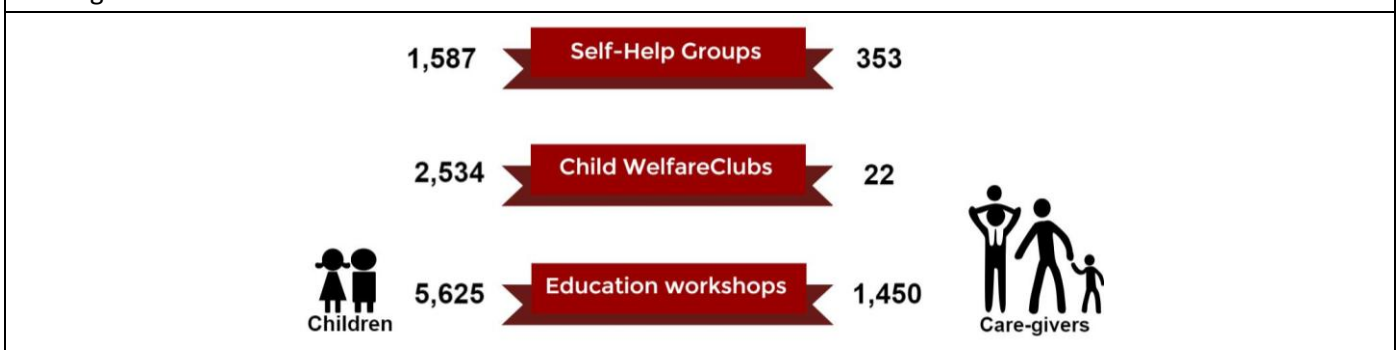 1,587 Self-Help Groups 353
2,534 Child WelfareClubs 22
5,625 Education workshops 1,450
Children Care-givers